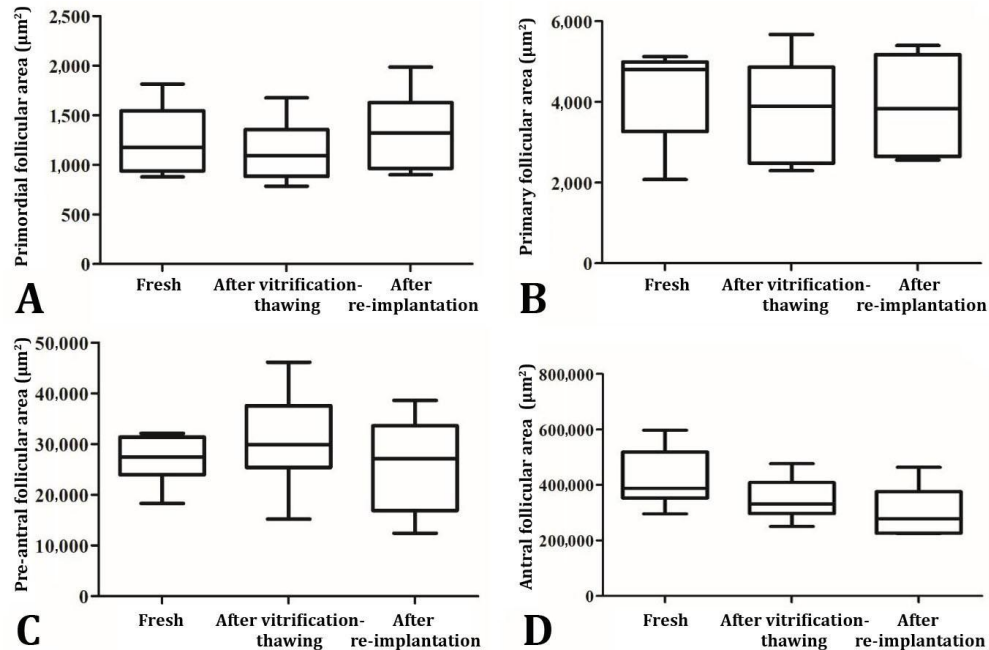 Primordial follicular area (µm²)
2,500
2,000
1,500
1,000
500
0
A
Fresh
After vitrification-
thawing
After
re-implantation
Primary follicular area (µm²)
6,000
4,000
2,000
0
B
Fresh
After vitrification-
thawing
After
re-implantation
Pre-antral follicular area (µm²)
50,000
40,000
30,000
20,000
10,000
0
C
Fresh
After vitrification-
thawing
After
re-implantation
Antral follicular area (µm²)
800,000
600,000
400,000
200,000
0
D
Fresh
After vitrification-
thawing
After
re-implantation